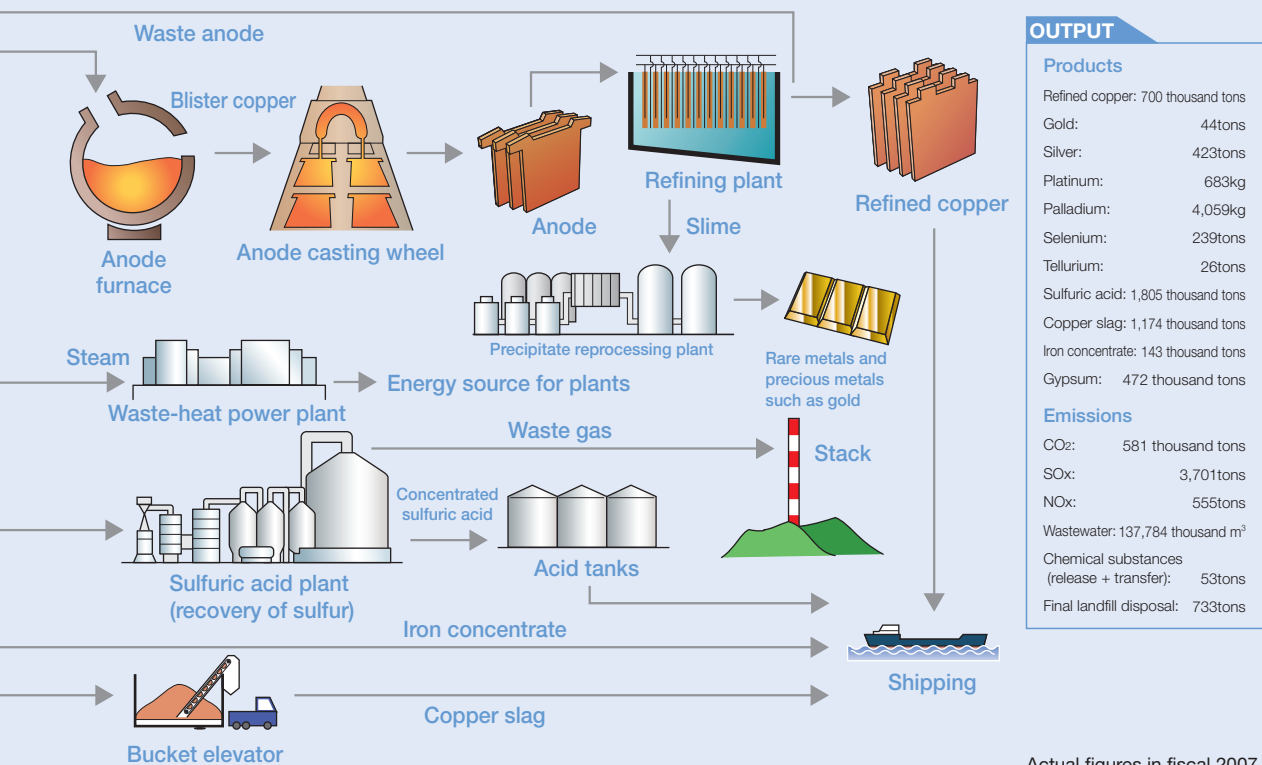 Waste anode
Blister copper
Anode
furnace
Anode casting wheel
Anode
Refining plant
Refined copper
Slime
Precipitate reprocessing plant
Rare metals and
precious metals
such as gold
Steam
Waste-heat power plant
Energy source for plants
Waste gas
Stack
Concentrated
sulfuric acid
Sulfuric acid plant
(recovery of sulfur)
Acid tanks
Iron concentrate
Shipping
Copper slag
Bucket elevator
OUTPUT
Products
Refined copper: 700 thousand tons
Gold: 44tons
Silver: 423tons
Platinum: 683kg
Palladium: 4,059kg
Selenium: 239tons
Tellurium: 26tons
Sulfuric acid: 1,805 thousand tons
Copper slag: 1,174 thousand tons
Iron concentrate: 143 thousand tons
Gypsum: 472 thousand tons
Emissions
CO2: 581 thousand tons
SOx: 3,701tons
NOx: 555tons
Wastewater: 137,784 thousand m³
Chemical substances
(release + transfer): 53tons
Final landfill disposal: 733tons
Actual figures in fiscal 2007